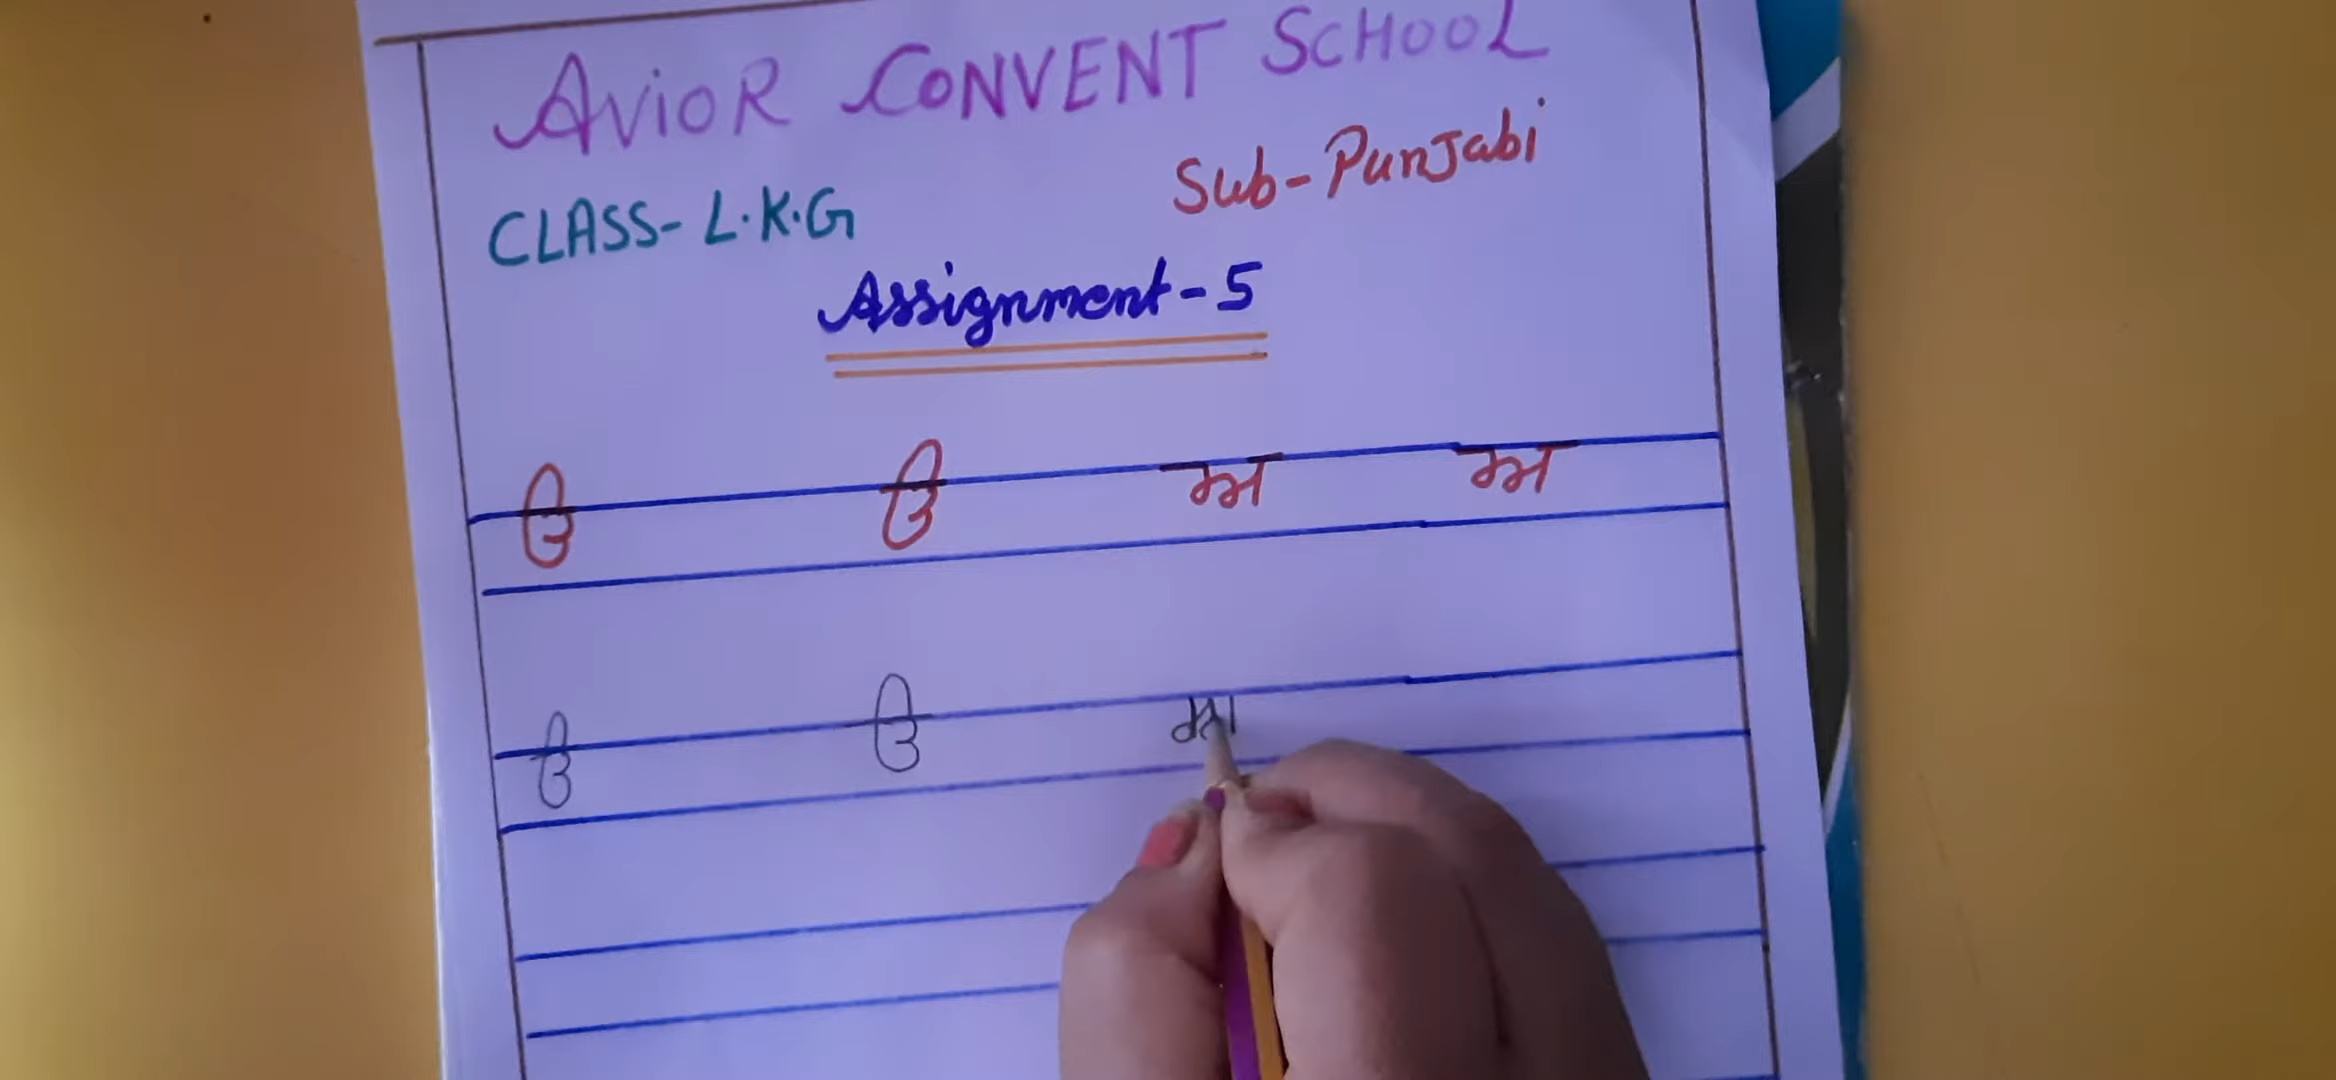 AVIOR CONVENT SCHOOL
CLASS- L.K.G Sub-Punjabi
Assignment-5
ੳ ੳ ਅ ਅ
ੳ ੳ ਅ